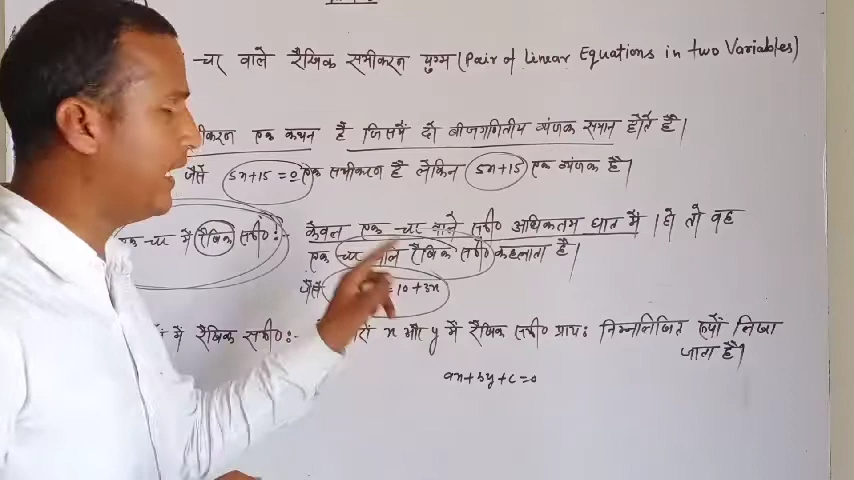 चर वाले रैखिक समीकरण युग्म (Pair of Linear Equations in two Variables)
एक कथन है जिसमें दो बीजगणितीय व्यंजक समान होते है।
जैसे 5x+15=0 एक समीकरण है लेकिन 5x+15 एक व्यंजक है।
एक चर में रैखिक समी०:- केवल एक चर वाले समी० अधिकतम घात में 1 हो तो वह
एक चर वाले रैखिक समी० कहलाता है।
जैसे =10+3x
में रैखिक समी०:- x और y में रैखिक समी० प्राय: निम्नलिखित रूपों लिखा
जाता है।
ax+by+c=0